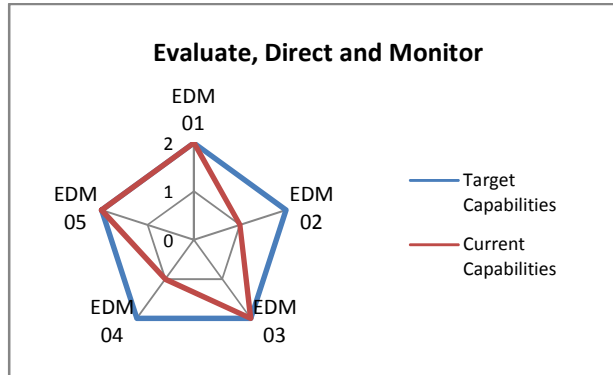 Evaluate, Direct and Monitor
EDM
01
2
1
0
EDM
02
EDM
03
EDM
04
EDM
05
Target
Capabilities
Current
Capabilities